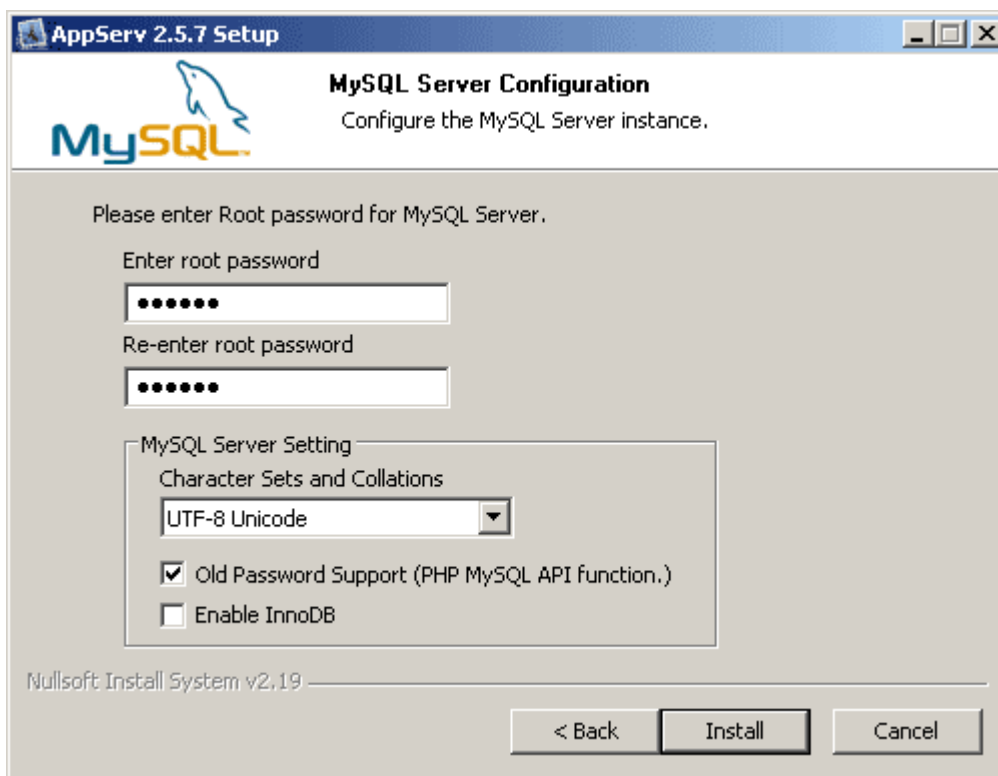 AppServ 2.5.7 Setup
MySQL Server Configuration
Configure the MySQL Server instance.
MySQL
Please enter Root password for MySQL Server.
Enter root password
••••••
Re-enter root password
••••••
MySQL Server Setting
Character Sets and Collations
UTF-8 Unicode
Old Password Support (PHP MySQL API function.)
Enable InnoDB
Nullsoft Install System v2.19
< Back Install Cancel